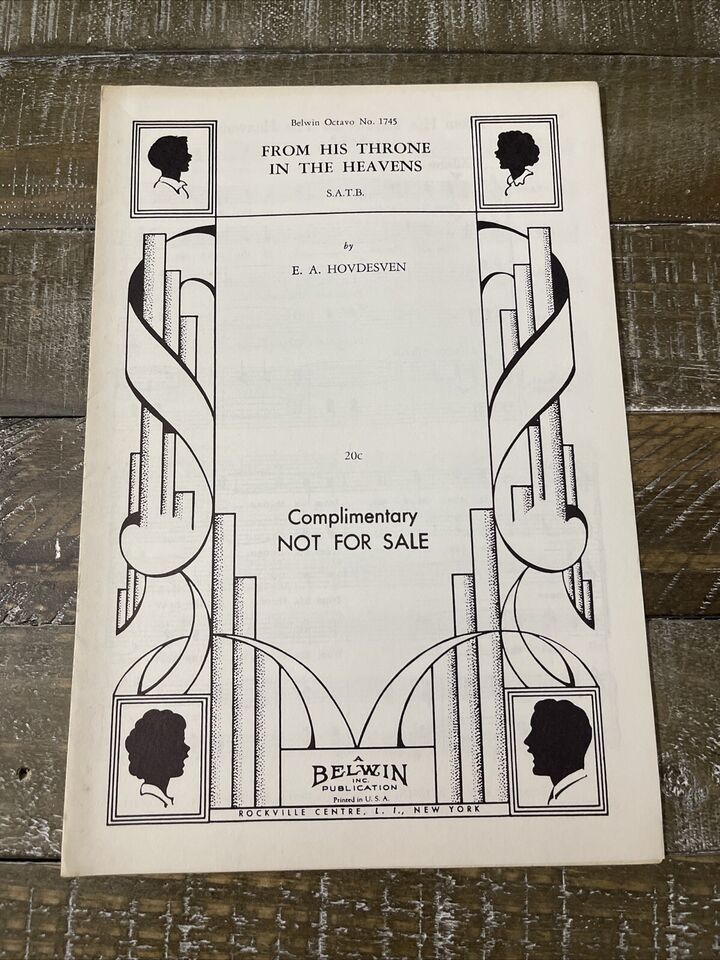 Belwin Octavo No. 1745
FROM HIS THRONE
IN THE HEAVENS
S.A.T.B.
by
E. A. HOVDESVEN
20c
Complimentary
NOT FOR SALE
A
BELWIN
INC.
PUBLICATION
Printed in U. S. A.
ROCKVILLE CENTRE, L. I., NEW YORK